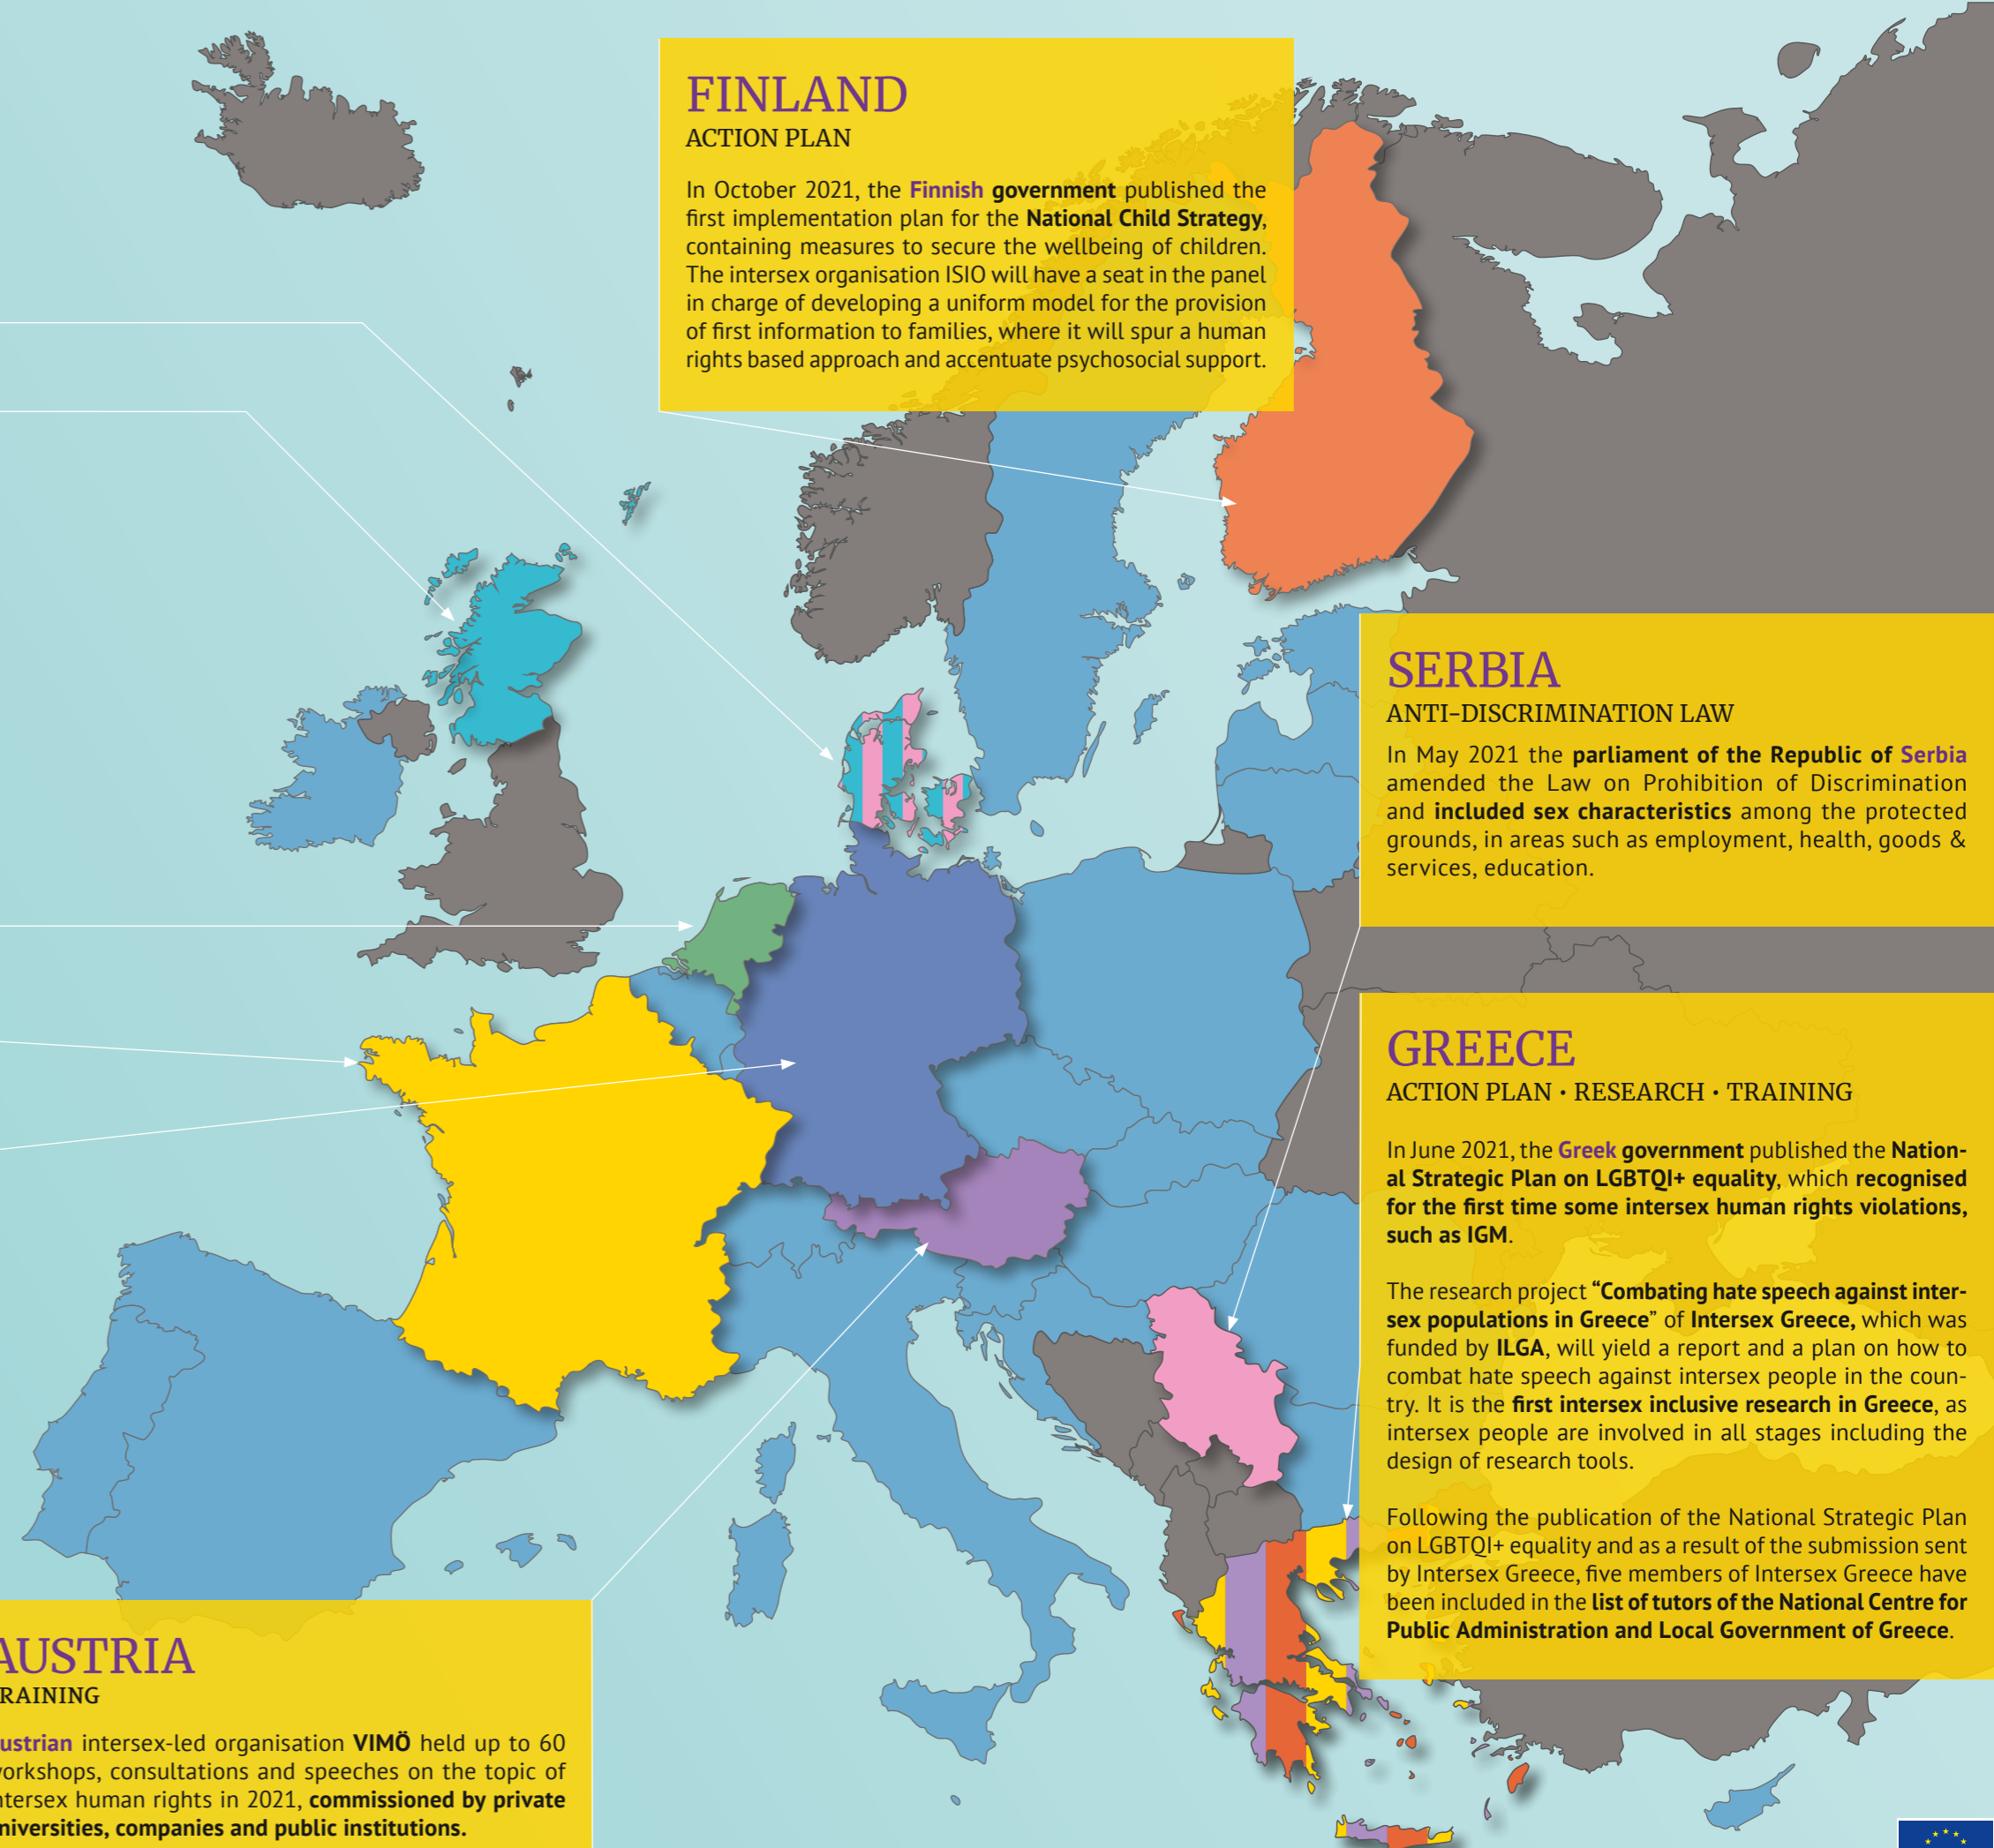 FINLAND
ACTION PLAN
In October 2021, the Finnish government published the
first implementation plan for the National Child Strategy,
containing measures to secure the wellbeing of children.
The intersex organisation ISIO will have a seat in the panel
in charge of developing a uniform model for the provision
of first information to families, where it will spur a human
rights based approach and accentuate psychosocial support.
SERBIA
ANTI-DISCRIMINATION LAW
In May 2021 the parliament of the Republic of Serbia
amended the Law on Prohibition of Discrimination
and included sex characteristics among the protected
grounds, in areas such as employment, health, goods &
services, education.
GREECE
ACTION PLAN · RESEARCH · TRAINING
In June 2021, the Greek government published the Nation-
al Strategic Plan on LGBTQI+ equality, which recognised
for the first time some intersex human rights violations,
such as IGM.
The research project “Combating hate speech against inter-
sex populations in Greece” of Intersex Greece, which was
funded by ILGA, will yield a report and a plan on how to
combat hate speech against intersex people in the coun-
try. It is the first intersex inclusive research in Greece, as
intersex people are involved in all stages including the
design of research tools.
Following the publication of the National Strategic Plan
on LGBTQI+ equality and as a result of the submission sent
by Intersex Greece, five members of Intersex Greece have
been included in the list of tutors of the National Centre for
Public Administration and Local Government of Greece.
AUSTRIA
RAINING
ustrian intersex-led organisation VIMÖ held up to 60
workshops, consultations and speeches on the topic of
ntersex human rights in 2021, commissioned by private
niversities, companies and public institutions.